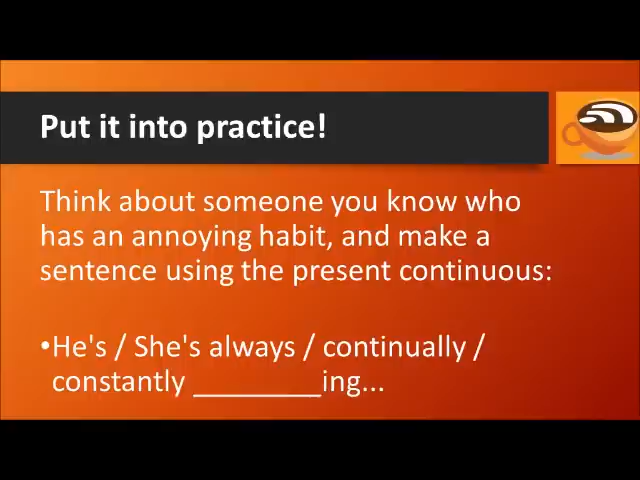 Put it into practice!
Think about someone you know who
has an annoying habit, and make a
sentence using the present continuous:
•He's / She's always / continually /
constantly ________ing...